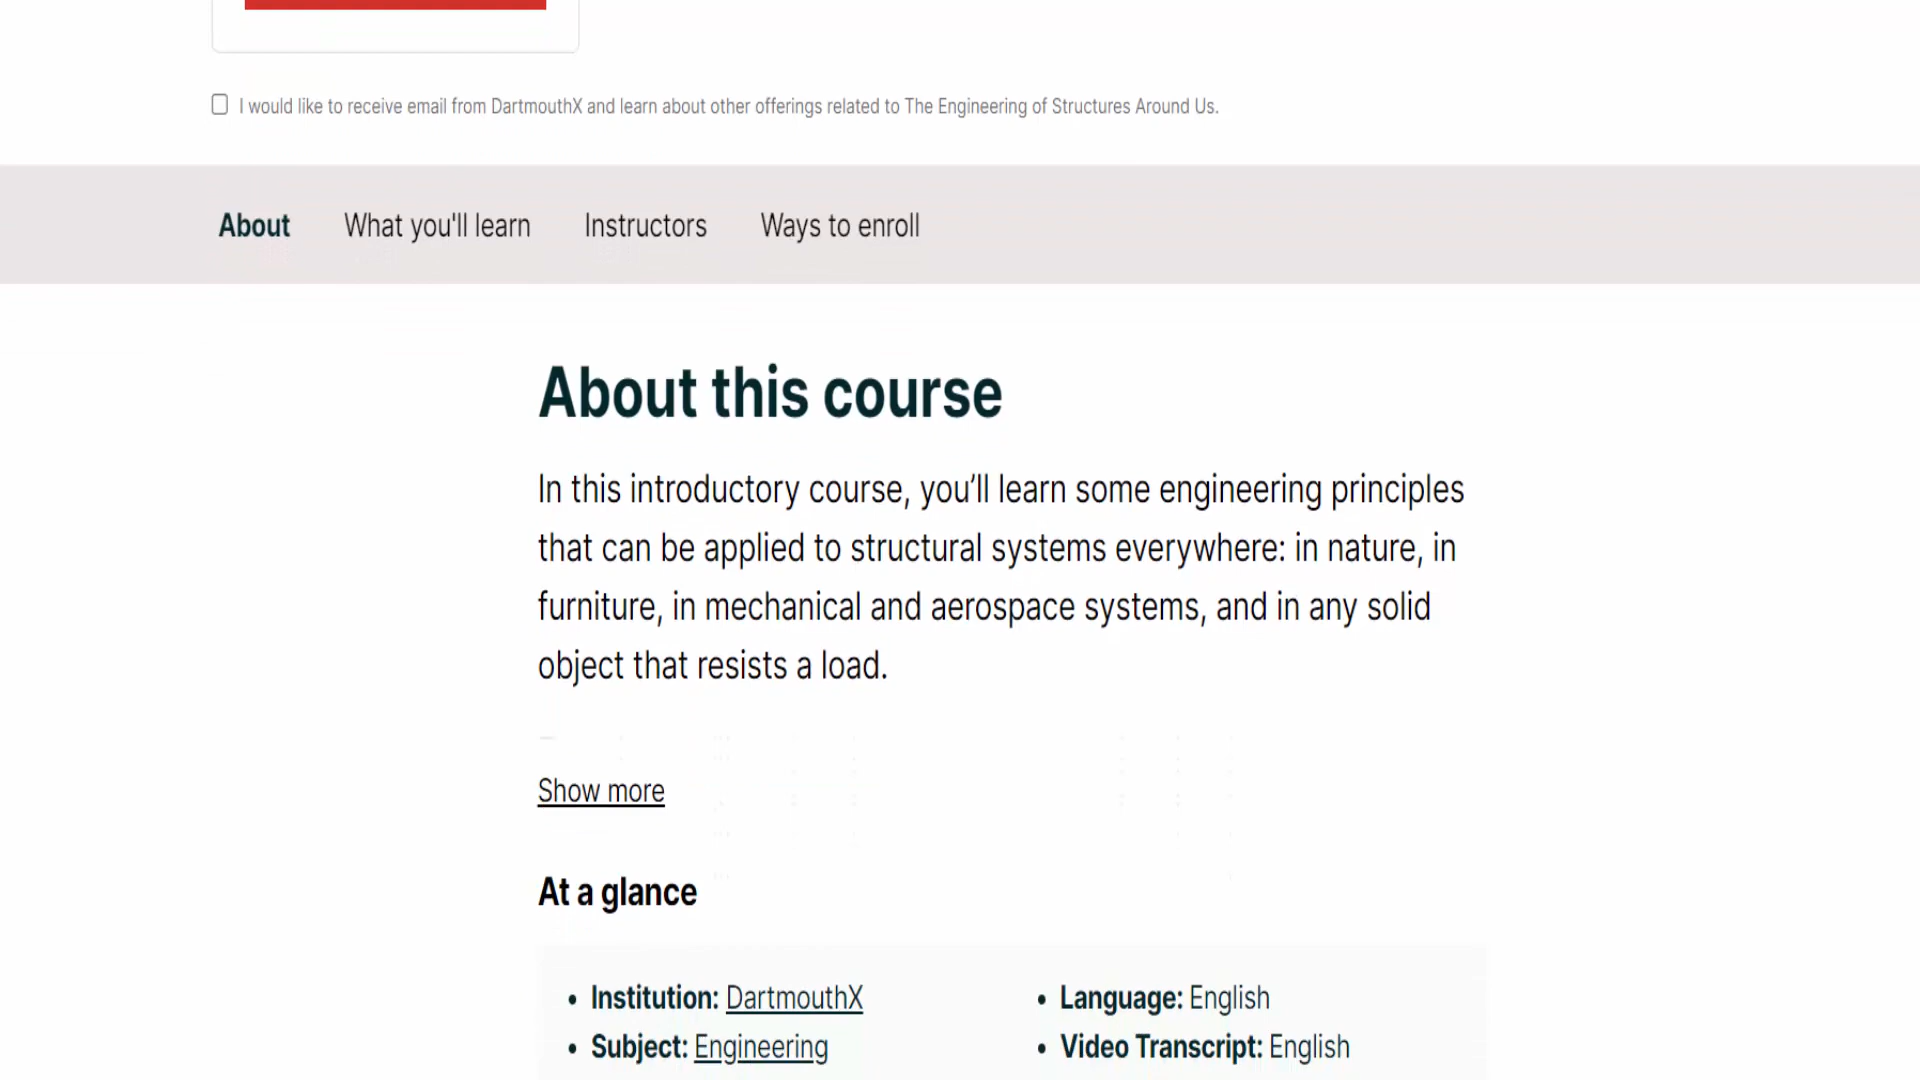 I would like to receive email from DartmouthX and learn about other offerings related to The Engineering of Structures Around Us.
About What you'll learn Instructors Ways to enroll
About this course
In this introductory course, you’ll learn some engineering principles
that can be applied to structural systems everywhere: in nature, in
furniture, in mechanical and aerospace systems, and in any solid
object that resists a load.
Show more
At a glance
Institution: DartmouthX
Subject: Engineering
Language: English
Video Transcript: English